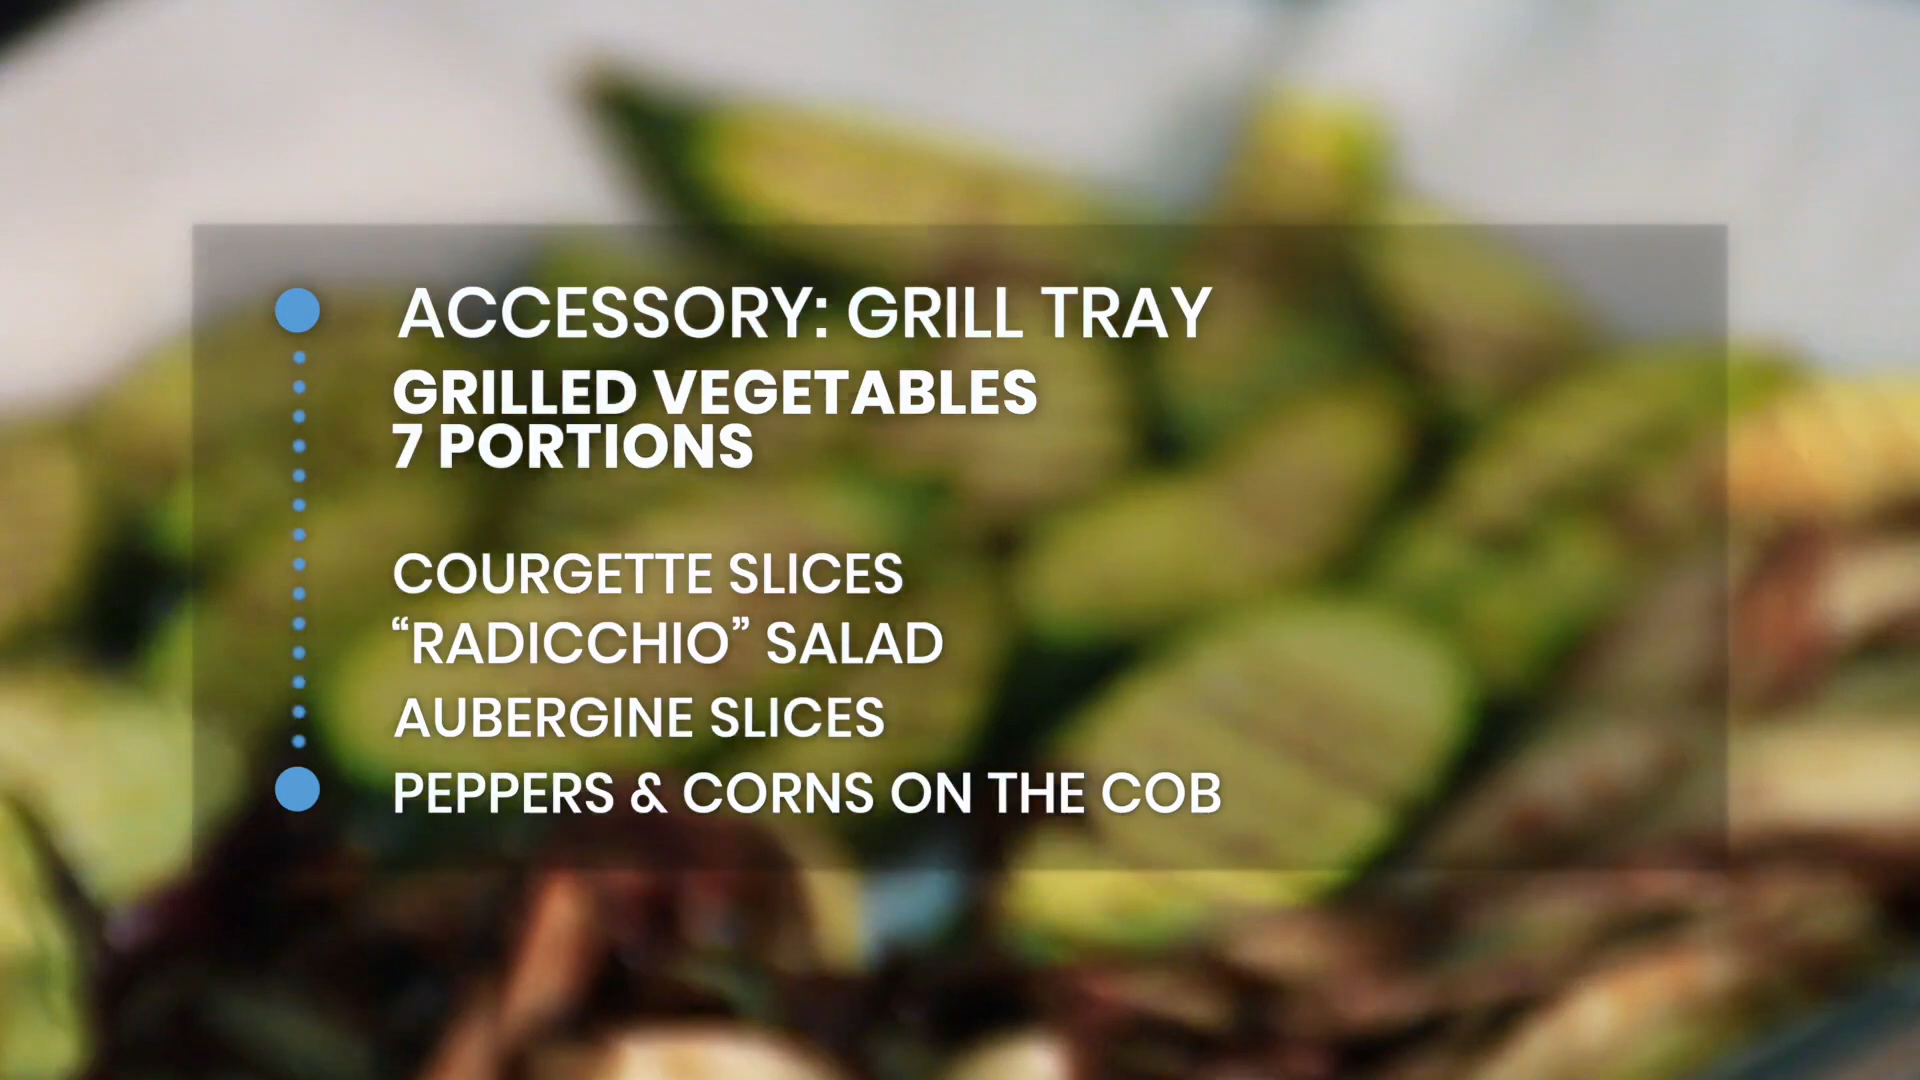 ACCESSORY: GRILL TRAY
GRILLED VEGETABLES
7 PORTIONS
COURGETTE SLICES
“RADICCHIO” SALAD
AUBERGINE SLICES
PEPPERS & CORNS ON THE COB